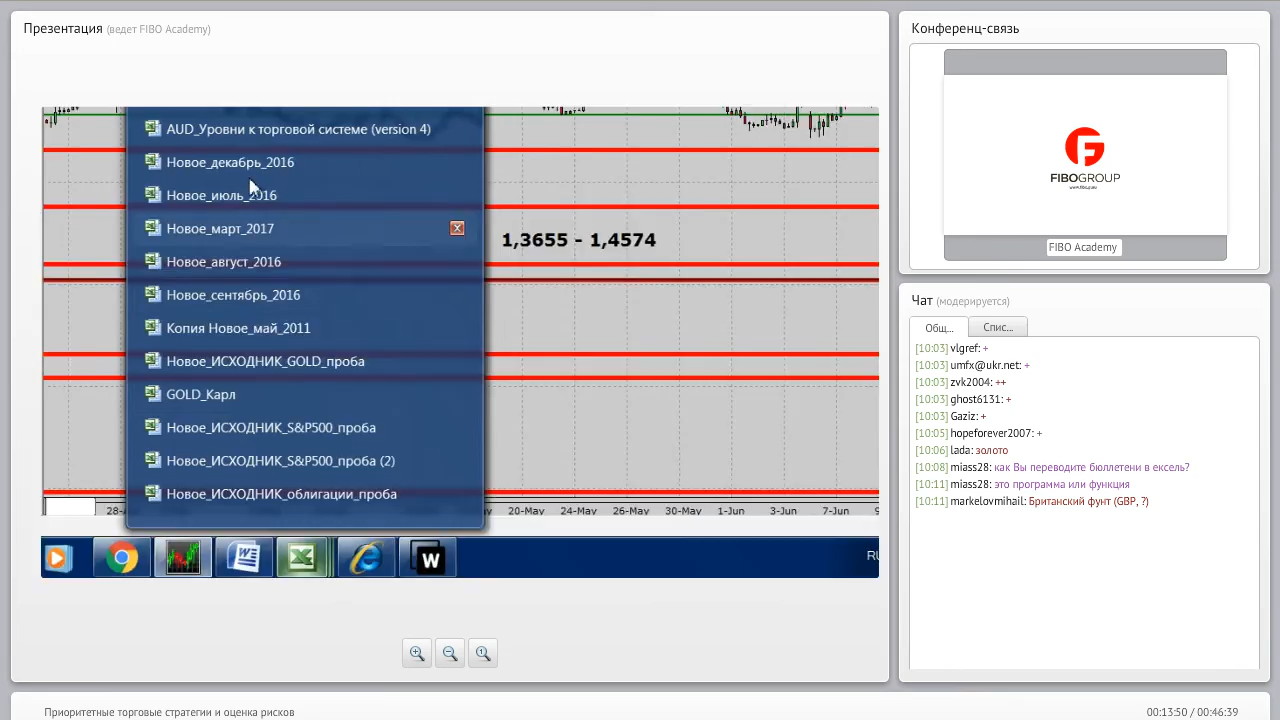 Презентация (ведет FIBO Academy)
AUD_Уровни к торговой системе (version 4)
Новое_декабрь_2016
Новое_июль_2016
Новое_март_2017
Новое_август_2016
Новое_сентябрь_2016
Копия Новое_май_2011
Новое_ИСХОДНИК_GOLD_проба
GOLD_Карл
Новое_ИСХОДНИК_S&P500_проба
Новое_ИСХОДНИК_S&P500_проба (2)
Новое_ИСХОДНИК_облигации_проба
1,3655 - 1,4574
20-May 24-May 26-May 30-May 1-Jun 3-Jun 7-Jun
W
Конференц-связь
FIBOGROUP
FIBO Academy
Чат (модерируется)
Общ... Спис...
[10:03] vlgref: +
[10:03] umfx@ukr.net: +
[10:03] zvk2004: ++
[10:03] ghost6131: +
[10:03] Gaziz: +
[10:05] hopeforever2007: +
[10:06] lada: золото
[10:08] miass28: как Вы переводите бюллетени в ексель?
[10:11] miass28: это программа или функция
[10:11] markelovmihail: Британский фунт (GBP, ?)
Приоритетные торговые стратегии и оценка рисков
00:13:50 / 00:46:39